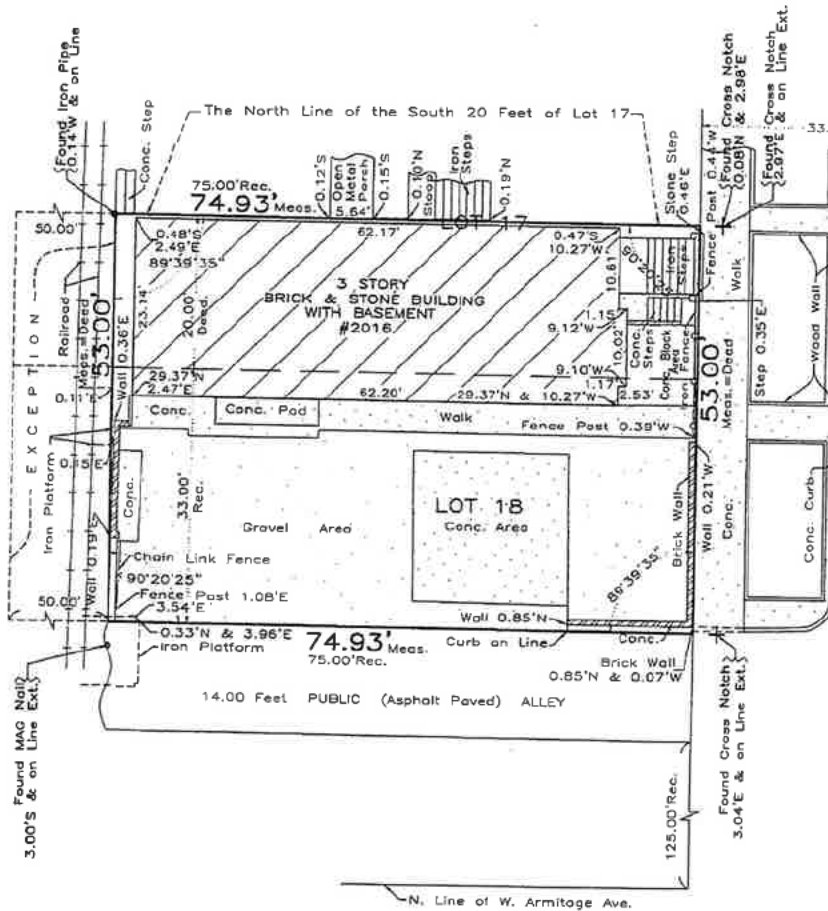 Found Iron Pipe
0.14'W & on Line
Conc. Step
The North Line of the South 20 Feet of Lot 17
75.00'Rec.
74.93' Meas.
0.12'S
Open
Metal
Porch
5.64'
0.15'S
0.10'N
Stoop
Iron
Steps
0.19'N
LOT 17
Stone Step
0.46'E
Fence Post 0.44'W
Found Cross Notch
0.08'N & 2.98'E
Found Cross Notch
2.97'E & on Line Ext.
33.
50.00'
EXCEPTION
Railroad
Meas.=Deed
53.00'
Wall 0.36'E
0.48'S
2.49'E
89°39'35"
23.14'
20.00'
Deed.
62.17'
3 STORY
BRICK & STONE BUILDING
WITH BASEMENT
#2016
0.47'S
10.27'W
10.61'
90°20'25"
Iron
Steps
1.15'
9.12'W
10.02'
Conc.
Steps
Conc. Block
Area
Iron Fence
9.10'W
1.17'
2.53'
29.37'N
2.47'E
62.20'
29.37'N & 10.27'W
0.11'E
Conc.
Conc. Pad
Walk
Fence Post 0.39'W
Walk
Step 0.35'E
Wood Wall
53.00'
Meas.=Deed
Iron Platform
0.15'E
Conc.
33.00'
Rec.
Gravel Area
LOT 18
Conc. Area
Brick Wall
Wall 0.21'W
Conc.
Conc. Curb
Wall 0.19'E
Chain Link Fence
90°20'25"
Fence Post 1.08'E
50.00'
3.54'E
89°39'35"
Wall 0.85'N
0.33'N & 3.96'E
Iron Platform
74.93' Meas.
75.00'Rec.
Curb on Line
Conc.
Brick Wall
0.85'N & 0.07'W
14.00 Feet PUBLIC (Asphalt Paved) ALLEY
Found MAG Nail
3.00'S & on Line Ext.
Found Cross Notch
3.04'E & on Line Ext.
125.00'Rec.
N. Line of W. Armitage Ave.